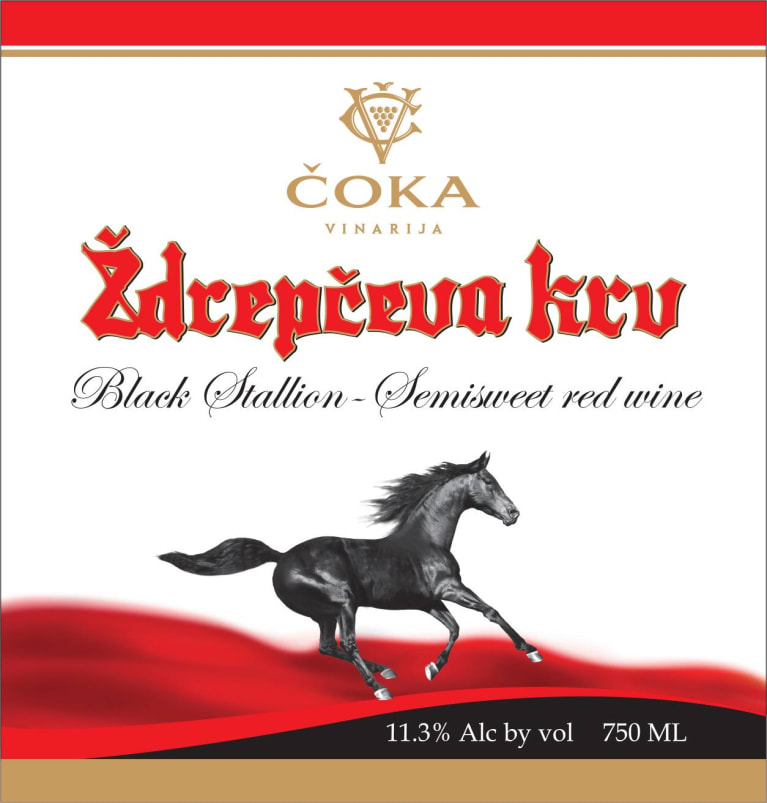 ČOKA
VINARIJA
Ždrepčeva krv
Black Stallion - Semisweet red wine
11.3% Alc by vol 750 ML